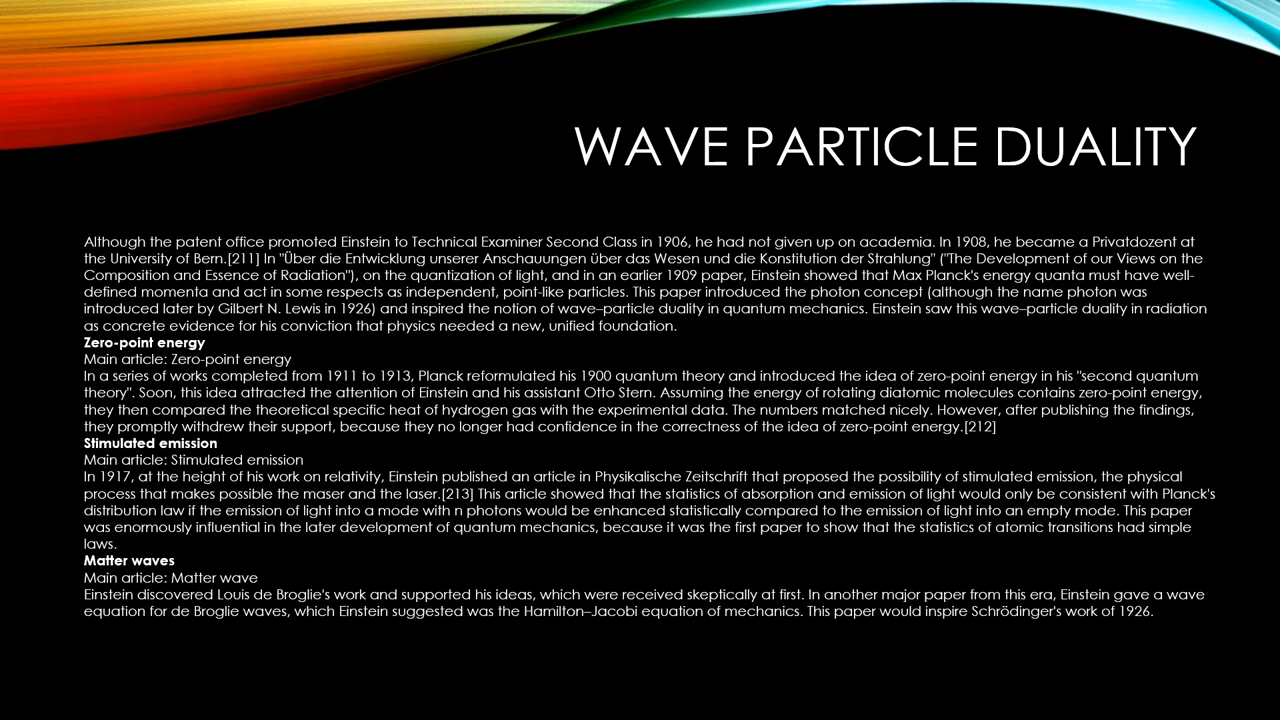 WAVE PARTICLE DUALITY
Although the patent office promoted Einstein to Technical Examiner Second Class in 1906, he had not given up on academia. In 1908, he became a Privatdozent at
the University of Bern.[211] In "Über die Entwicklung unserer Anschauungen über das Wesen und die Konstitution der Strahlung" ("The Development of our Views on the
Composition and Essence of Radiation"), on the quantization of light, and in an earlier 1909 paper, Einstein showed that Max Planck's energy quanta must have well-
defined momenta and act in some respects as independent, point-like particles. This paper introduced the photon concept (although the name photon was
introduced later by Gilbert N. Lewis in 1926) and inspired the notion of wave–particle duality in quantum mechanics. Einstein saw this wave–particle duality in radiation
as concrete evidence for his conviction that physics needed a new, unified foundation.
Zero-point energy
Main article: Zero-point energy
In a series of works completed from 1911 to 1913, Planck reformulated his 1900 quantum theory and introduced the idea of zero-point energy in his "second quantum
theory". Soon, this idea attracted the attention of Einstein and his assistant Otto Stern. Assuming the energy of rotating diatomic molecules contains zero-point energy,
they then compared the theoretical specific heat of hydrogen gas with the experimental data. The numbers matched nicely. However, after publishing the findings,
they promptly withdrew their support, because they no longer had confidence in the correctness of the idea of zero-point energy.[212]
Stimulated emission
Main article: Stimulated emission
In 1917, at the height of his work on relativity, Einstein published an article in Physikalische Zeitschrift that proposed the possibility of stimulated emission, the physical
process that makes possible the maser and the laser.[213] This article showed that the statistics of absorption and emission of light would only be consistent with Planck's
distribution law if the emission of light into a mode with n photons would be enhanced statistically compared to the emission of light into an empty mode. This paper
was enormously influential in the later development of quantum mechanics, because it was the first paper to show that the statistics of atomic transitions had simple
laws.
Matter waves
Main article: Matter wave
Einstein discovered Louis de Broglie's work and supported his ideas, which were received skeptically at first. In another major paper from this era, Einstein gave a wave
equation for de Broglie waves, which Einstein suggested was the Hamilton–Jacobi equation of mechanics. This paper would inspire Schrödinger's work of 1926.